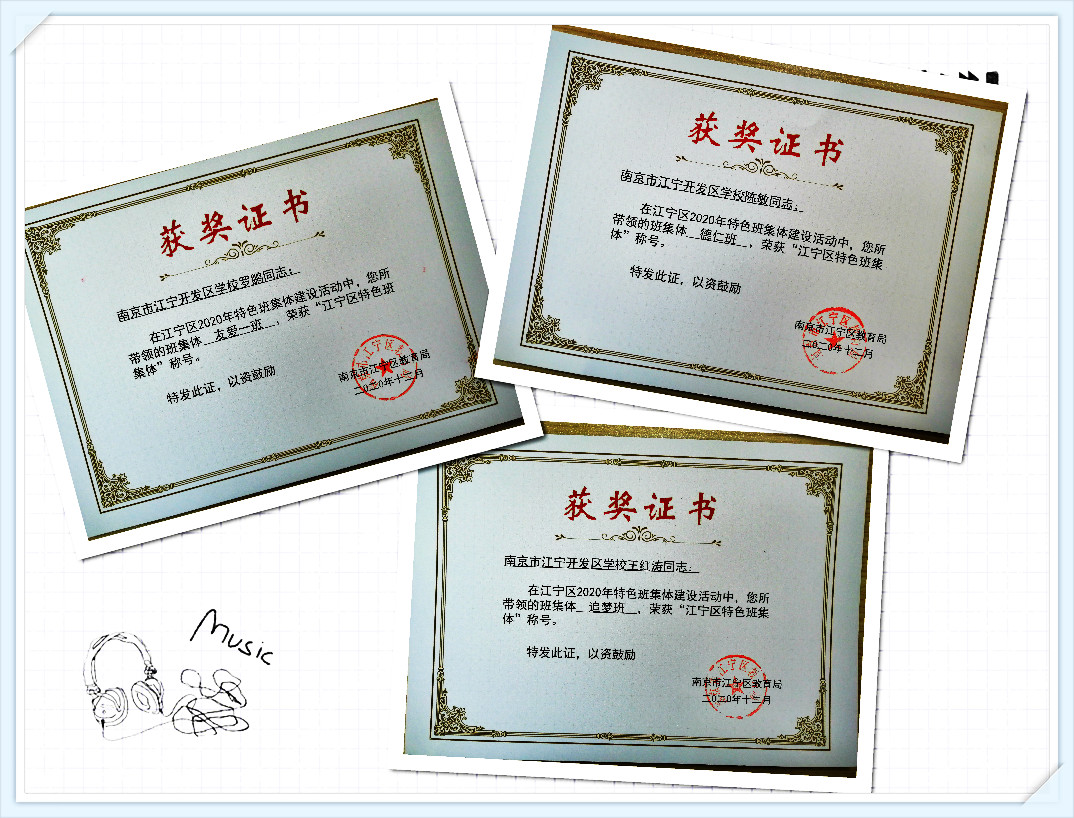 获奖证书
南京市江宁开发区学校罗鹏同志：
在江宁区2020年特色班集体建设活动中，您所
带领的班集体 友爱一班 ，荣获“江宁区特色班
集体”称号。
特发此证，以资鼓励
南京市江宁区教育局
二〇二〇年十二月
获奖证书
南京市江宁开发区学校陈敏同志：
在江宁区2020年特色班集体建设活动中，您所
带领的班集体 德仁班 ，荣获“江宁区特色班集
体”称号。
特发此证，以资鼓励
南京市江宁区教育局
二〇二〇年十二月
获奖证书
南京市江宁开发区学校王红涛同志：
在江宁区2020年特色班集体建设活动中，您所
带领的班集体 追梦班 ，荣获“江宁区特色班集
体”称号。
特发此证，以资鼓励
南京市江宁区教育局
二〇二〇年十二月
Music